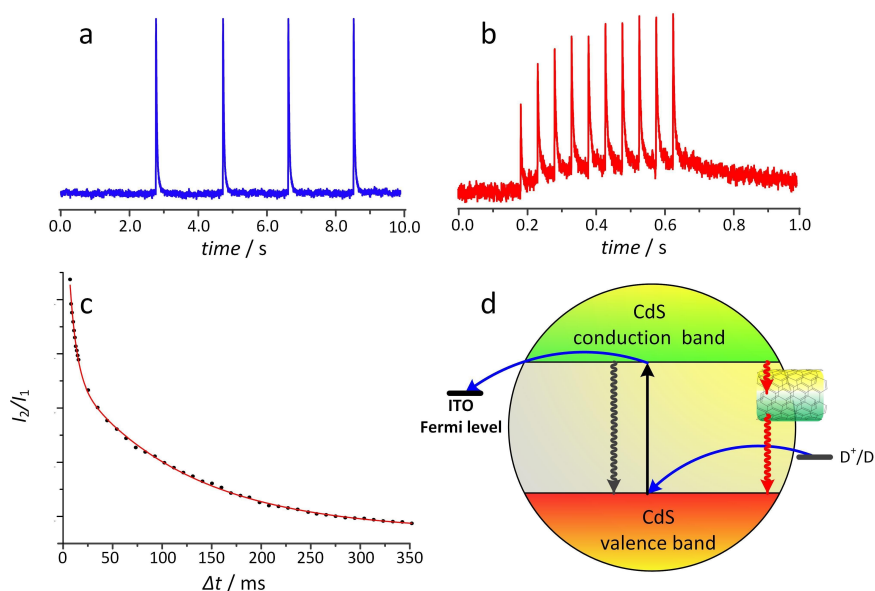 a
0.0 2.0 4.0 6.0 8.0 10.0
time / s
b
0.0 0.2 0.4 0.6 0.8 1.0
time / s
c
I₂/I₁
0 50 100 150 200 250 300 350
Δt / ms
d
CdS
conduction band
ITO
Fermi level
D⁺/D
CdS
valence band